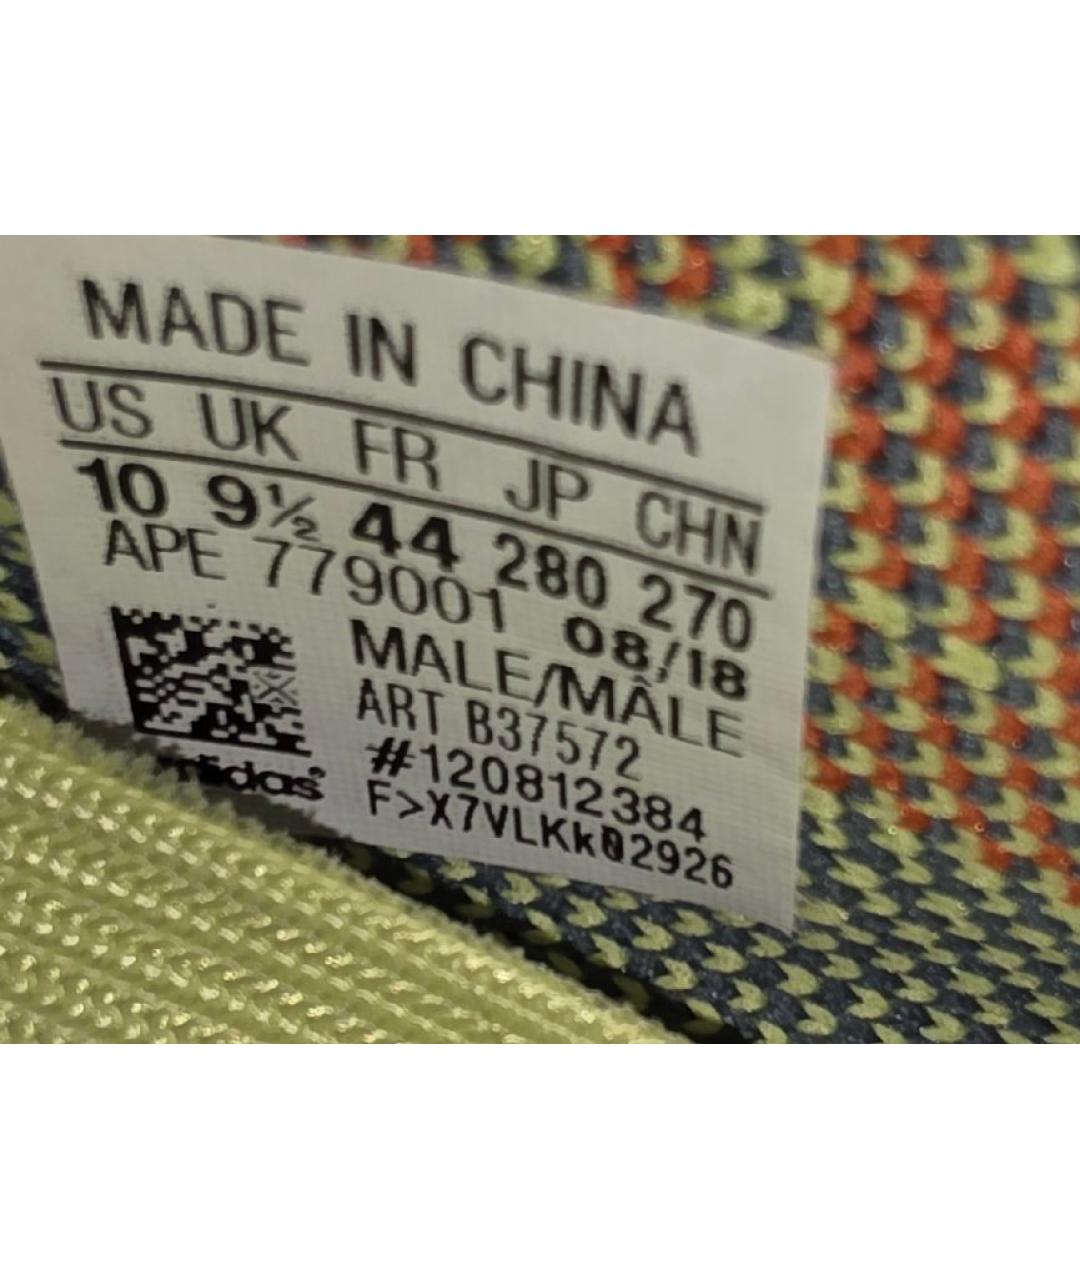 MADE IN CHINA
US UK FR JP CHN
10 9½ 44 280 270
APE 779001 08/18
MALE/MÂLE
ART B37572
#120812384
F>X7VLKk02926
adidas